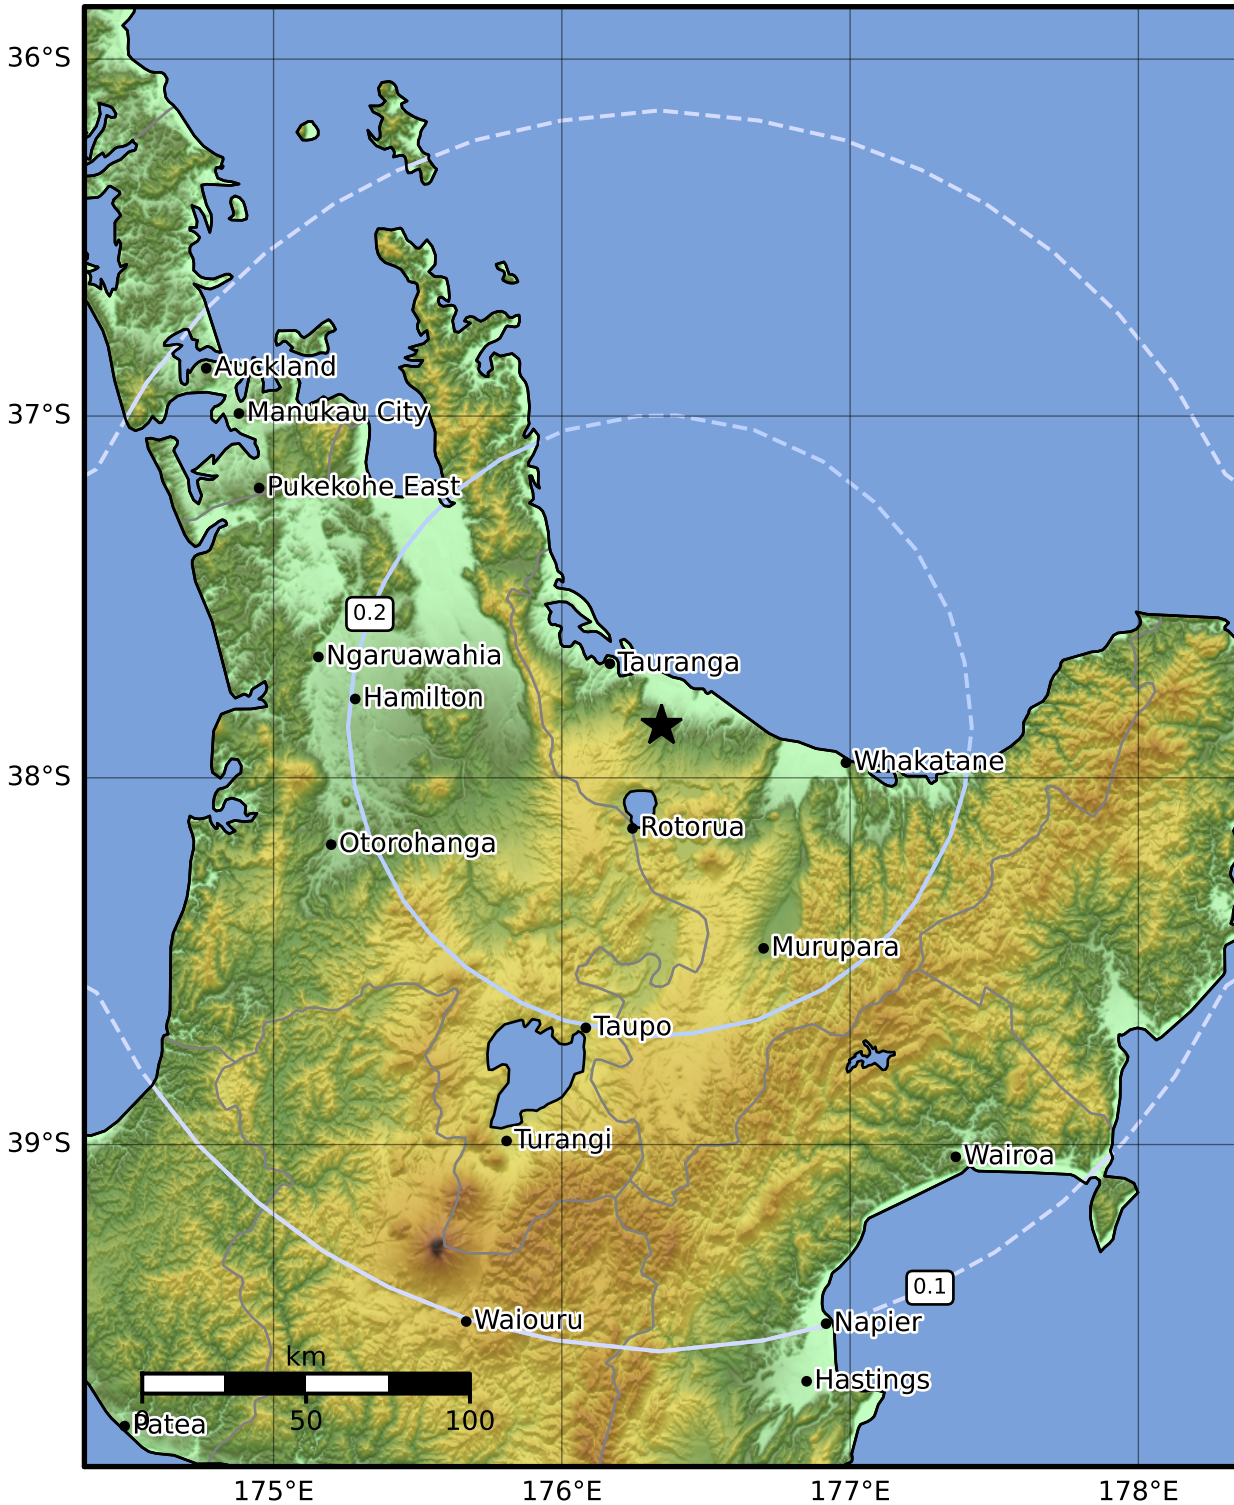 36°S
Auckland
Manukau City
37°S
Pukekohe East
0.2
Ngaruawahia
Tauranga
Hamilton
Whakatane
38°S
Rotorua
Otorohanga
Murupara
Taupo
Turangi
39°S
Wairoa
0.1
Waiouru
Napier
km
Hastings
0
50
100
Patea
175°E
176°E
177°E
178°E